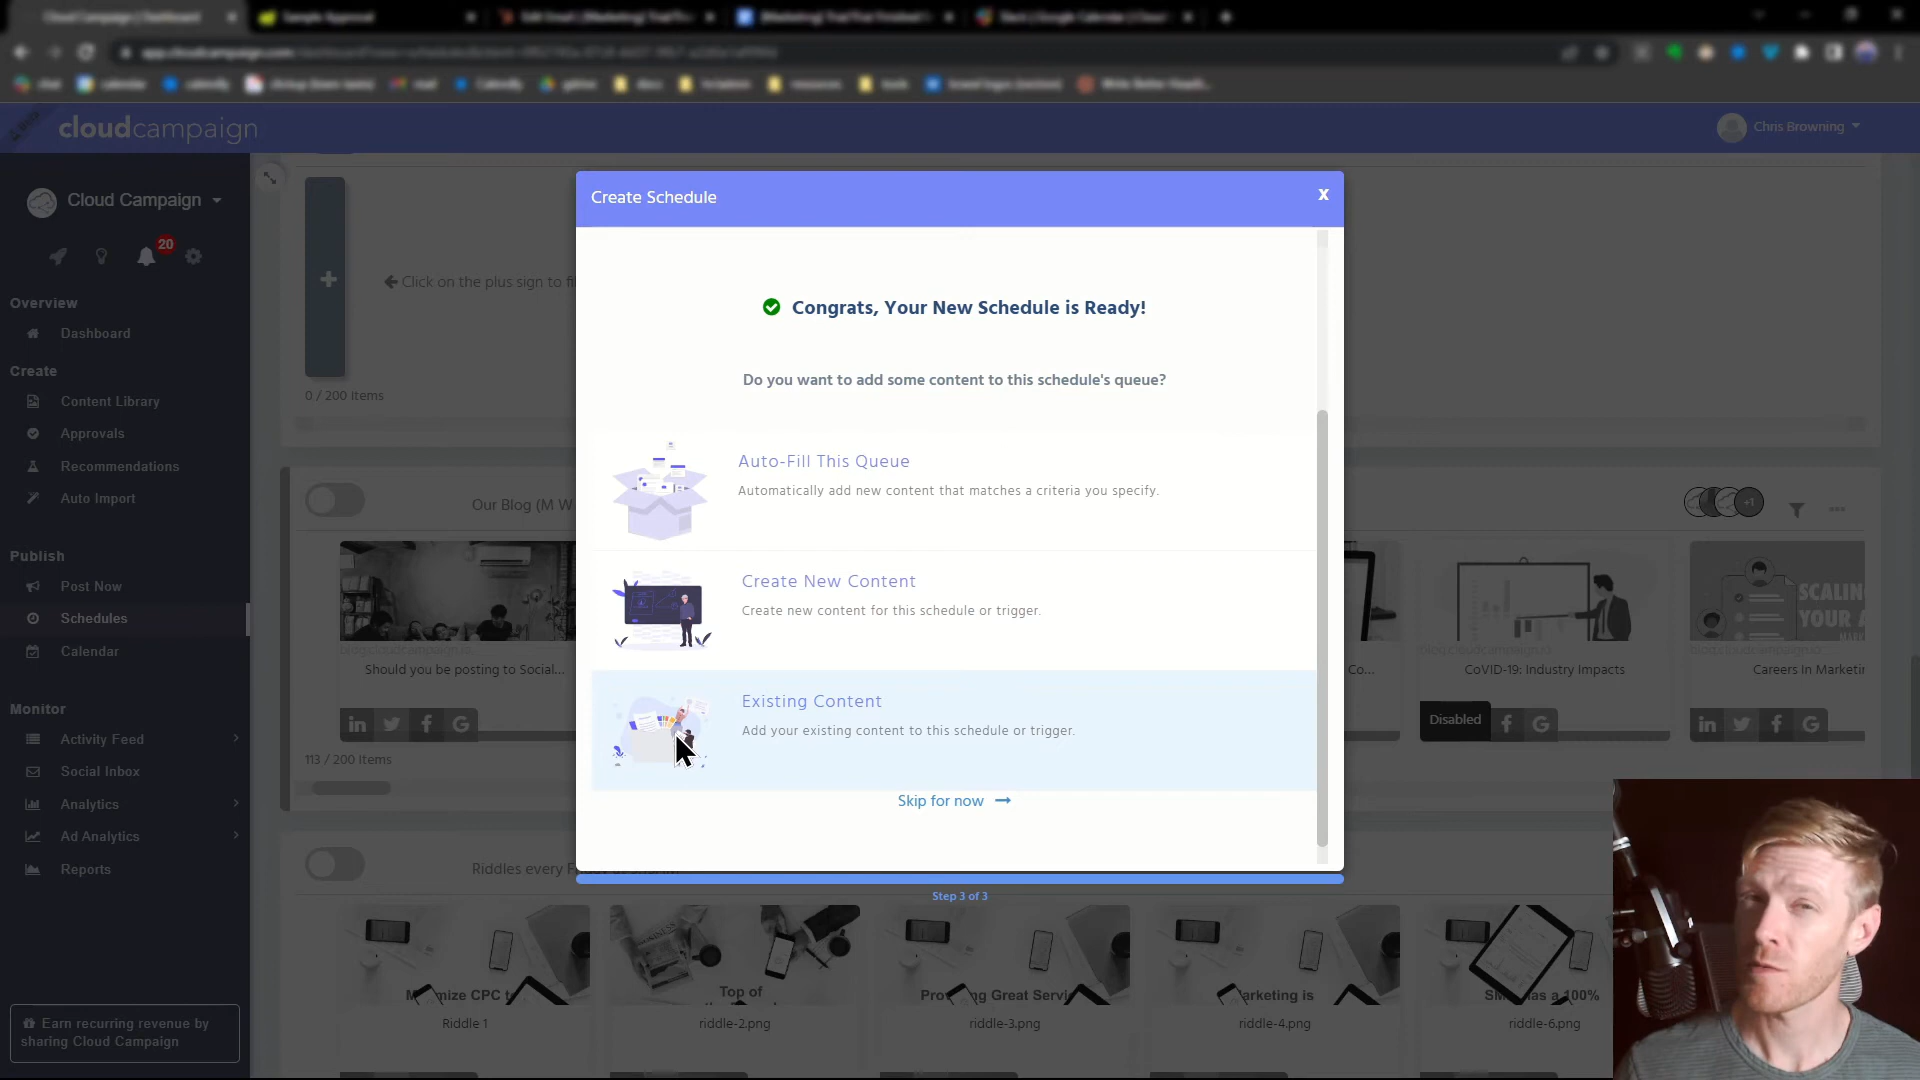 cloudcampaign
Chris Browning
Cloud Campaign
20
Overview
Dashboard
Create
Content Library
Approvals
Recommendations
Auto Import
Publish
Post Now
Schedules
Calendar
Monitor
Activity Feed
Social Inbox
Analytics
Ad Analytics
Reports
Earn recurring revenue by
sharing Cloud Campaign
Click on the plus sign to fi
0 / 200 Items
Create Schedule
X
Congrats, Your New Schedule is Ready!
Do you want to add some content to this schedule's queue?
Auto-Fill This Queue
Automatically add new content that matches a criteria you specify.
Create New Content
Create new content for this schedule or trigger.
Existing Content
Add your existing content to this schedule or trigger.
Skip for now
Step 3 of 3
Our Blog (M W
+1
Should you be posting to Social...
Co...
CoVID-19: Industry Impacts
SCALIN
YOUR A
Careers In Marketin
Disabled
113 / 200 Items
Riddles every
Top of
arketing is
as a 100%
Riddle 1
riddle-2.png
riddle-3.png
riddle-4.png
riddle-6.png